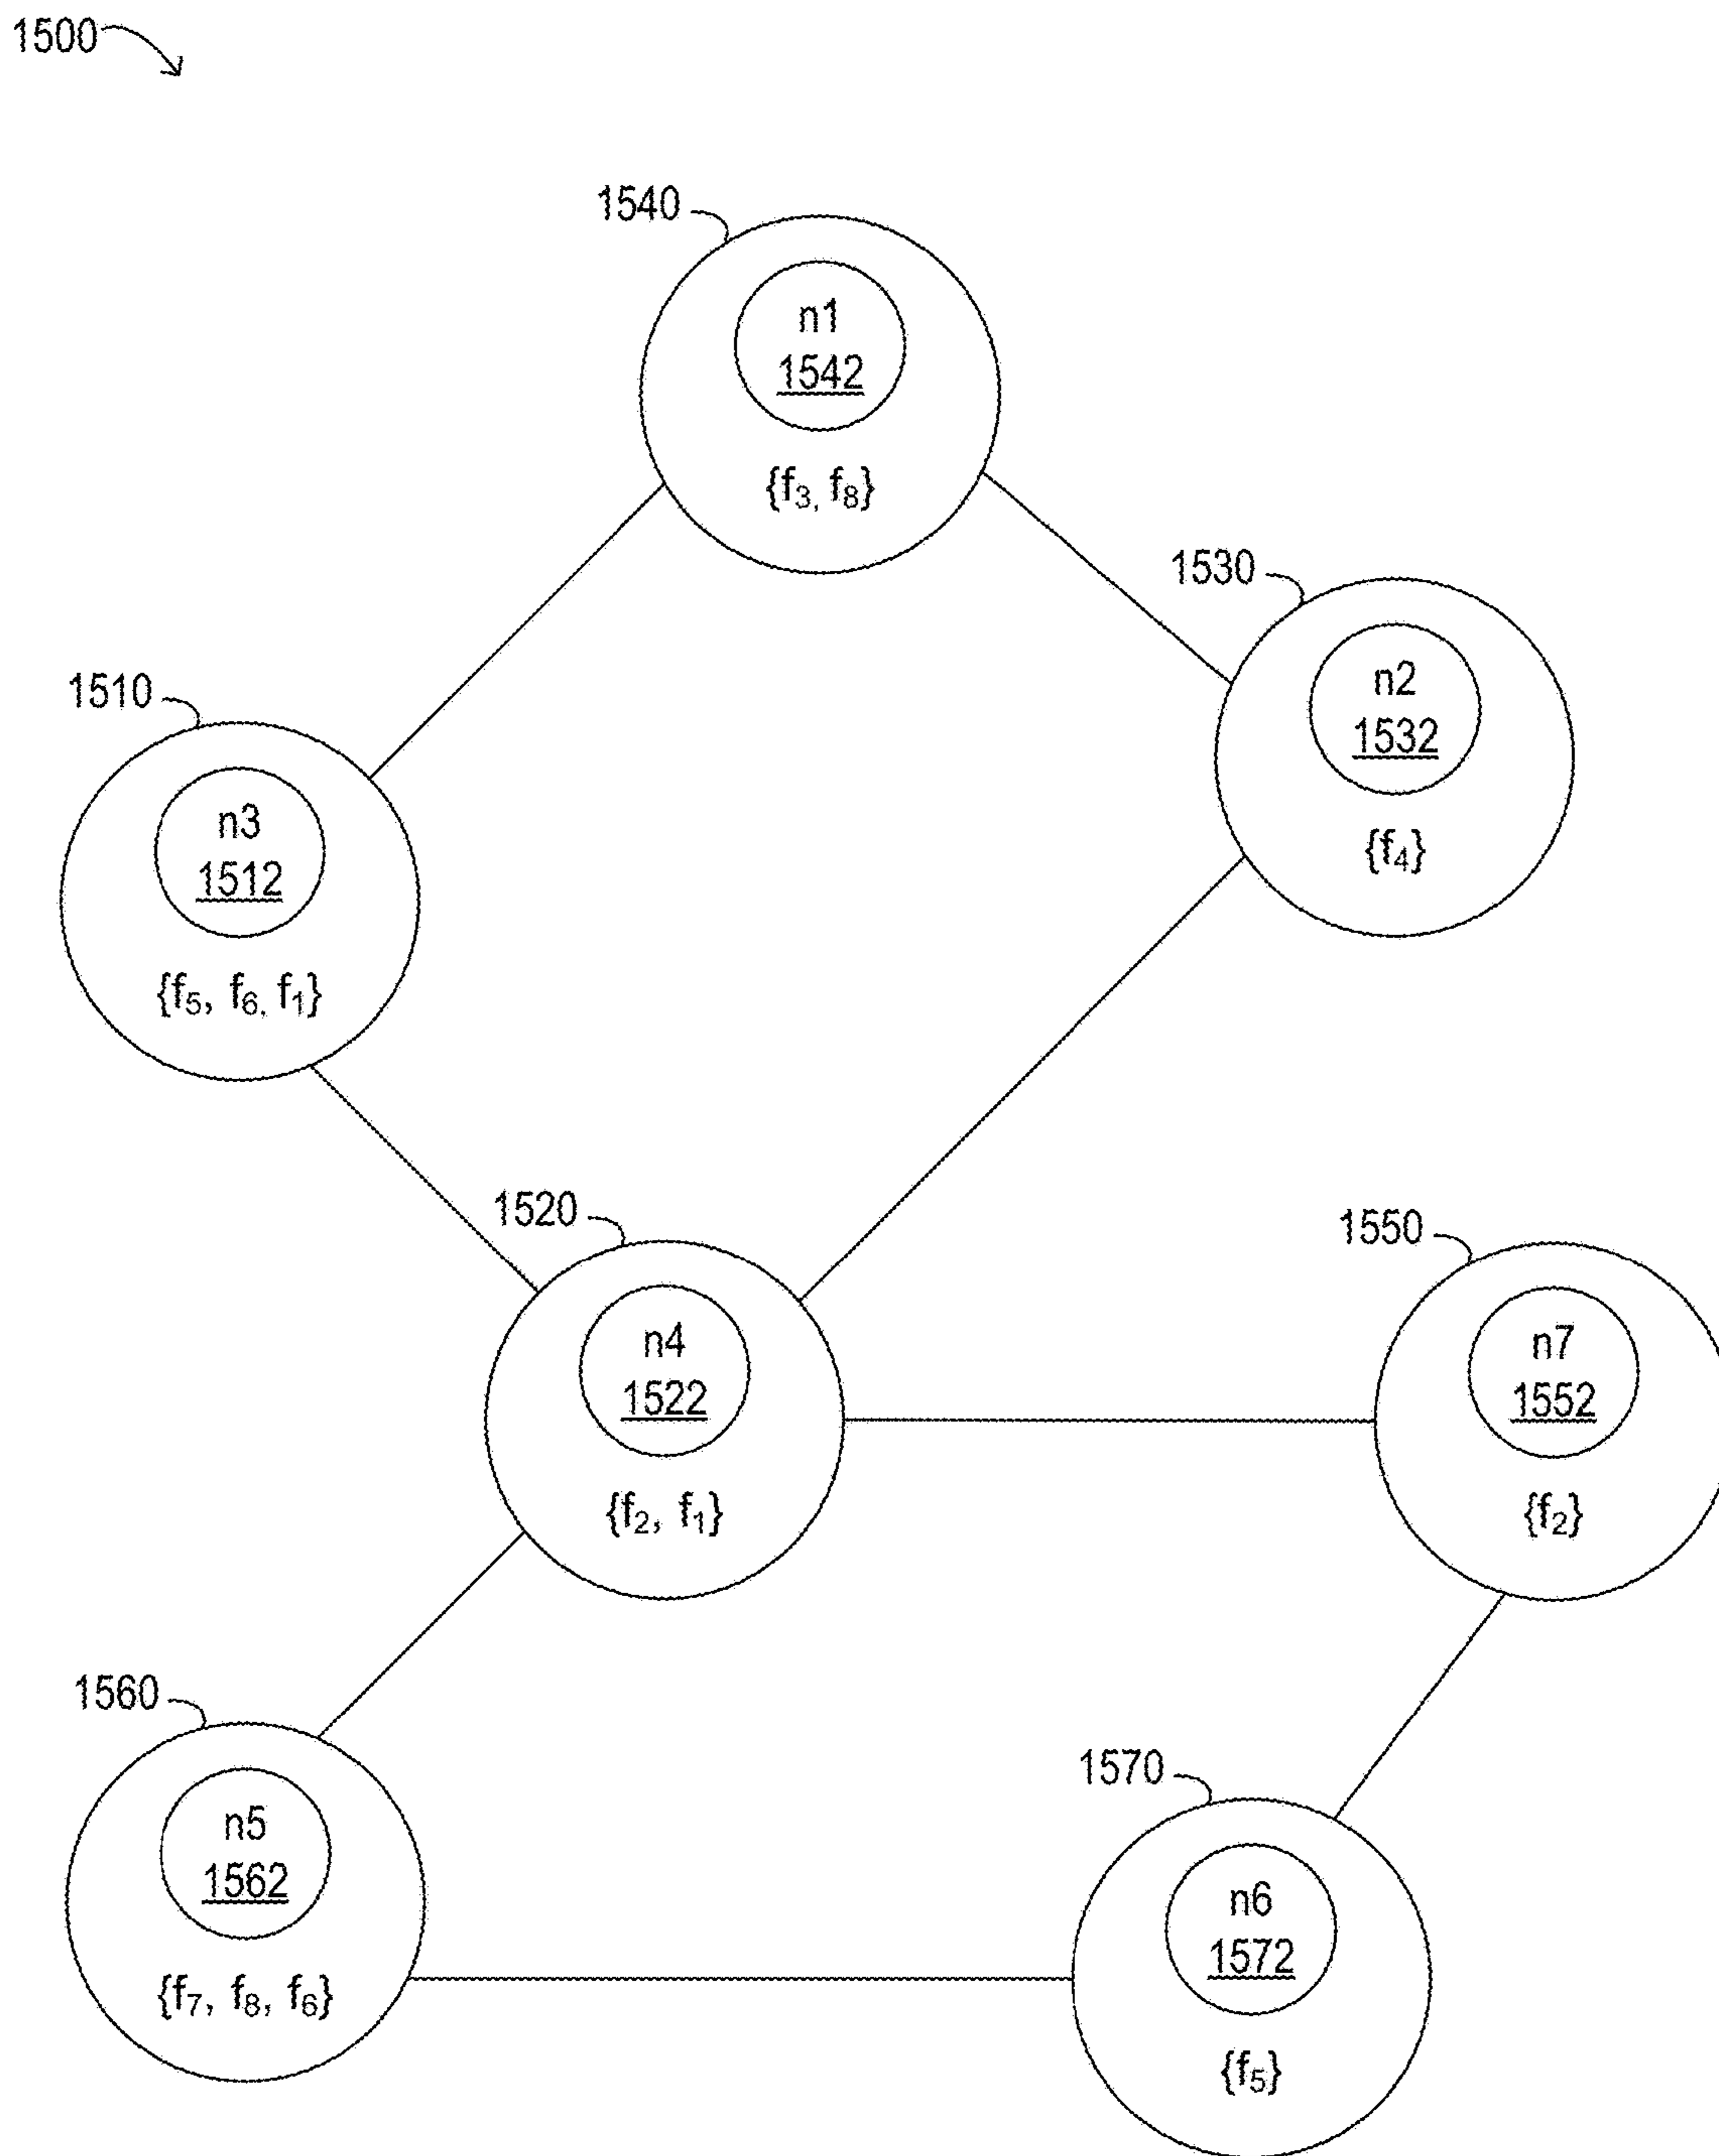 1500
1540
n1
1542
{f₃, f₈}
1530
n2
1532
{f₄}
1510
n3
1512
{f₅, f₆, f₁}
1520
n4
1522
{f₂, f₁}
1550
n7
1552
{f₂}
1560
n5
1562
{f₇, f₈, f₆}
1570
n6
1572
{f₅}